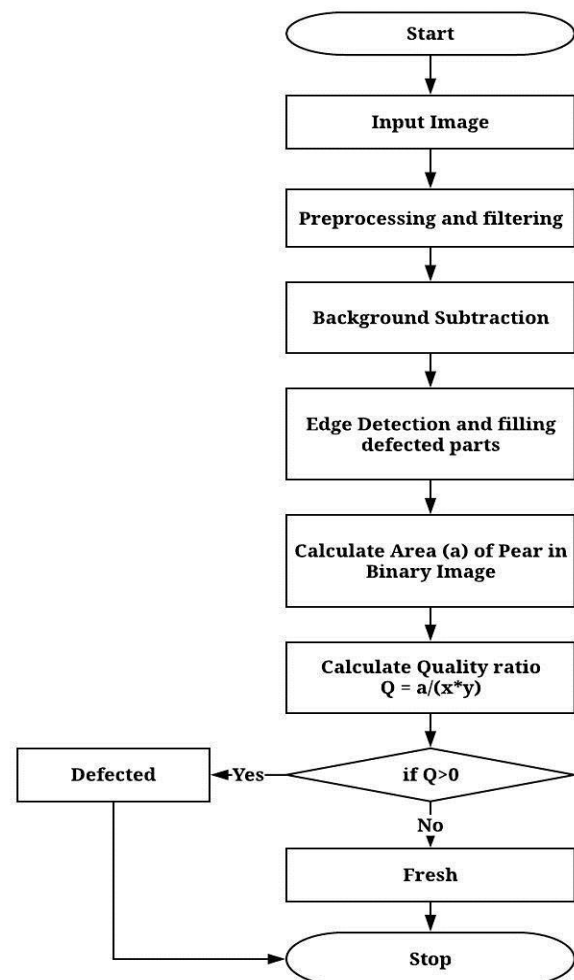 Start
Input Image
Preprocessing and filtering
Background Subtraction
Edge Detection and filling
defected parts
Calculate Area (a) of Pear in
Binary Image
Calculate Quality ratio
Q = a/(x*y)
if Q>0
Yes
Defected
No
Fresh
Stop